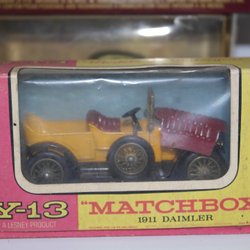 Y-13
A LESNEY PRODUCT
"MATCHBOX
1911 DAIMLER